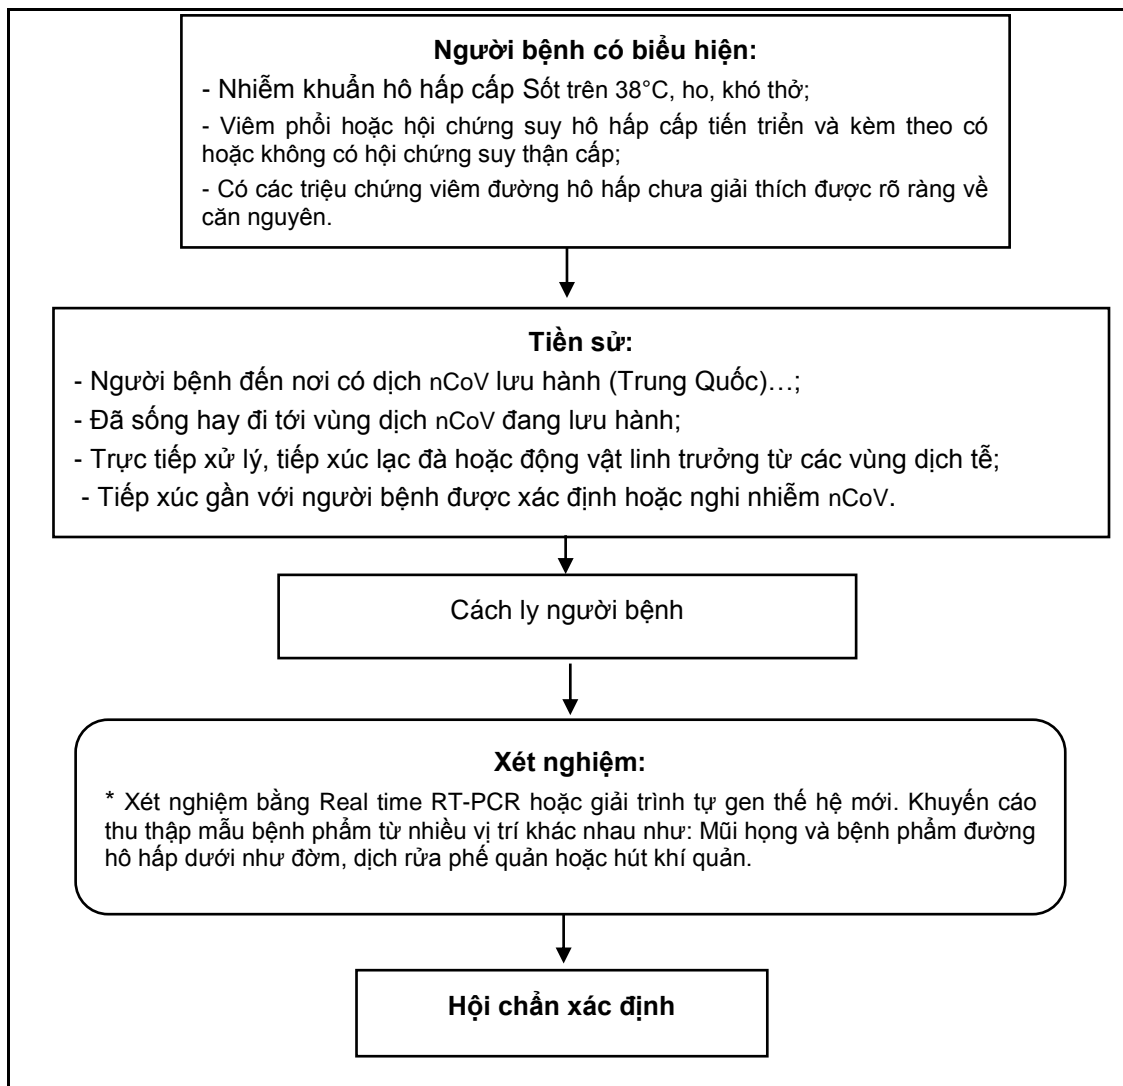 Người bệnh có biểu hiện:
- Nhiễm khuẩn hô hấp cấp Sốt trên 38°C, ho, khó thở;
- Viêm phổi hoặc hội chứng suy hô hấp cấp tiến triển và kèm theo có
hoặc không có hội chứng suy thận cấp;
- Có các triệu chứng viêm đường hô hấp chưa giải thích được rõ ràng về
căn nguyên.
Tiền sử:
- Người bệnh đến nơi có dịch nCoV lưu hành (Trung Quốc)…;
- Đã sống hay đi tới vùng dịch nCoV đang lưu hành;
- Trực tiếp xử lý, tiếp xúc lạc đà hoặc động vật linh trưởng từ các vùng dịch tễ;
- Tiếp xúc gần với người bệnh được xác định hoặc nghi nhiễm nCoV.
Cách ly người bệnh
Xét nghiệm:
* Xét nghiệm bằng Real time RT-PCR hoặc giải trình tự gen thế hệ mới. Khuyến cáo
thu thập mẫu bệnh phẩm từ nhiều vị trí khác nhau như: Mũi họng và bệnh phẩm đường
hô hấp dưới như đờm, dịch rửa phế quản hoặc hút khí quản.
Hội chẩn xác định